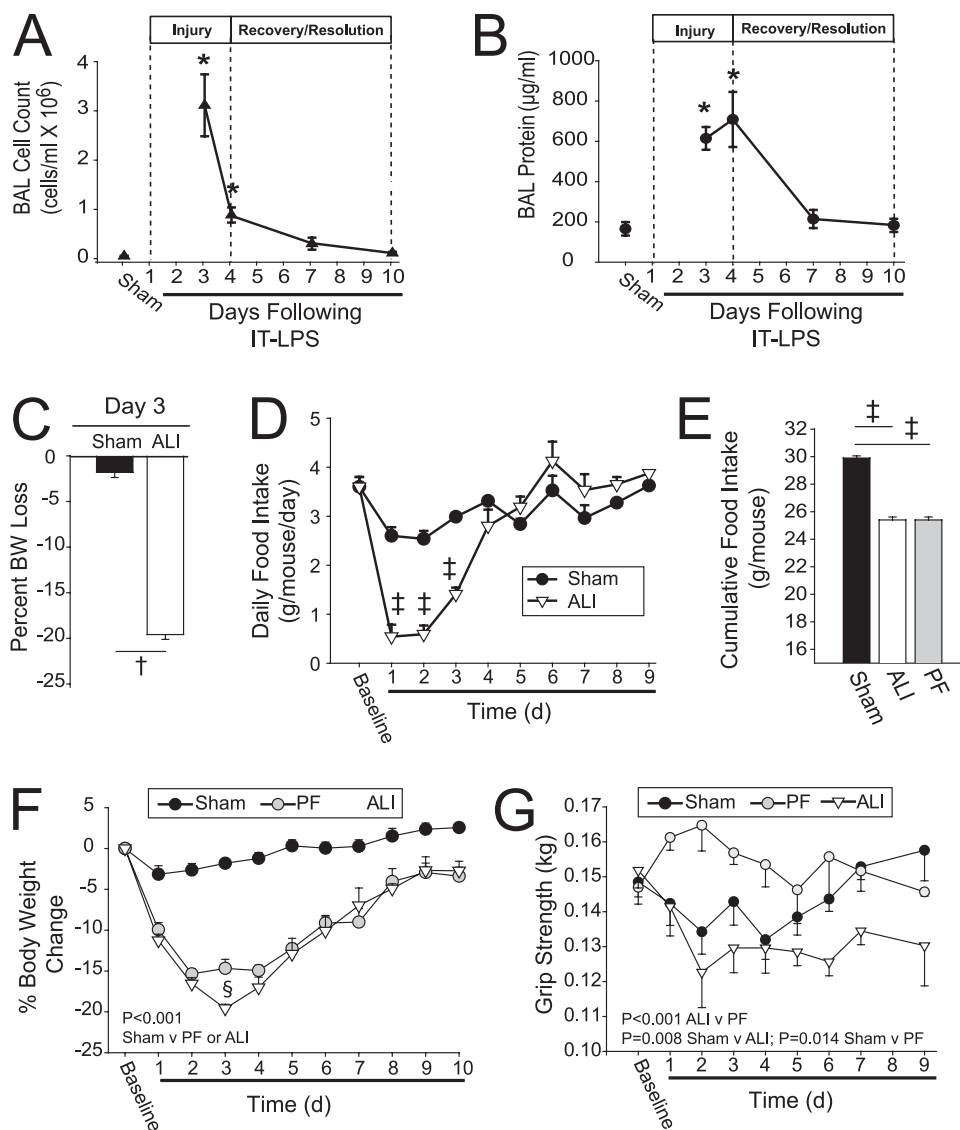 A
Injury
Recovery/Resolution
BAL Cell Count
(cells/ml X 10⁶)
4
3
2
1
0
*
*
Sham
1 2 3 4 5 6 7 8 9 10
Days Following
IT-LPS
B
Injury
Recovery/Resolution
BAL Protein (µg/ml)
1000
800
600
400
200
0
*
*
Sham
1 2 3 4 5 6 7 8 9 10
Days Following
IT-LPS
C
Day 3
Sham ALI
Percent BW Loss
0
-5
-10
-15
-20
-25
†
D
Daily Food Intake
(g/mouse/day)
5
4
3
2
1
0
‡ ‡ ‡
Sham
ALI
Baseline
1 2 3 4 5 6 7 8 9
Time (d)
E
Cumulative Food Intake
(g/mouse)
32
30
28
26
24
22
20
18
16
‡
‡
Sham
ALI
PF
F
Sham PF ALI
% Body Weight
Change
5
0
-5
-10
-15
-20
-25
§
P<0.001
Sham v PF or ALI
Baseline
1 2 3 4 5 6 7 8 9 10
Time (d)
G
Sham PF ALI
Grip Strength (kg)
0.17
0.16
0.15
0.14
0.13
0.12
0.11
0.10
P<0.001 ALI v PF
P=0.008 Sham v ALI; P=0.014 Sham v PF
Baseline
1 2 3 4 5 6 7 8 9
Time (d)